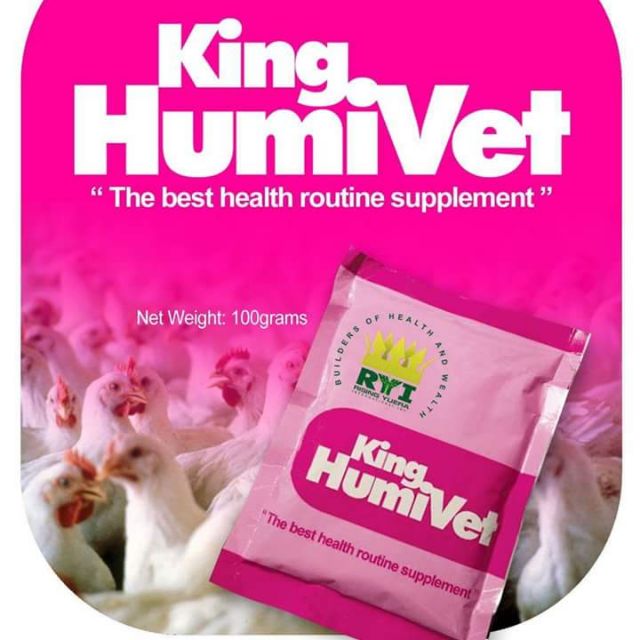 King
HumiVet
“ The best health routine supplement ”
Net Weight: 100grams
BUILDERS OF HEALTH AND WEALTH
RYI
RISING YUERA
King
HumiVet
"The best health routine supplement"